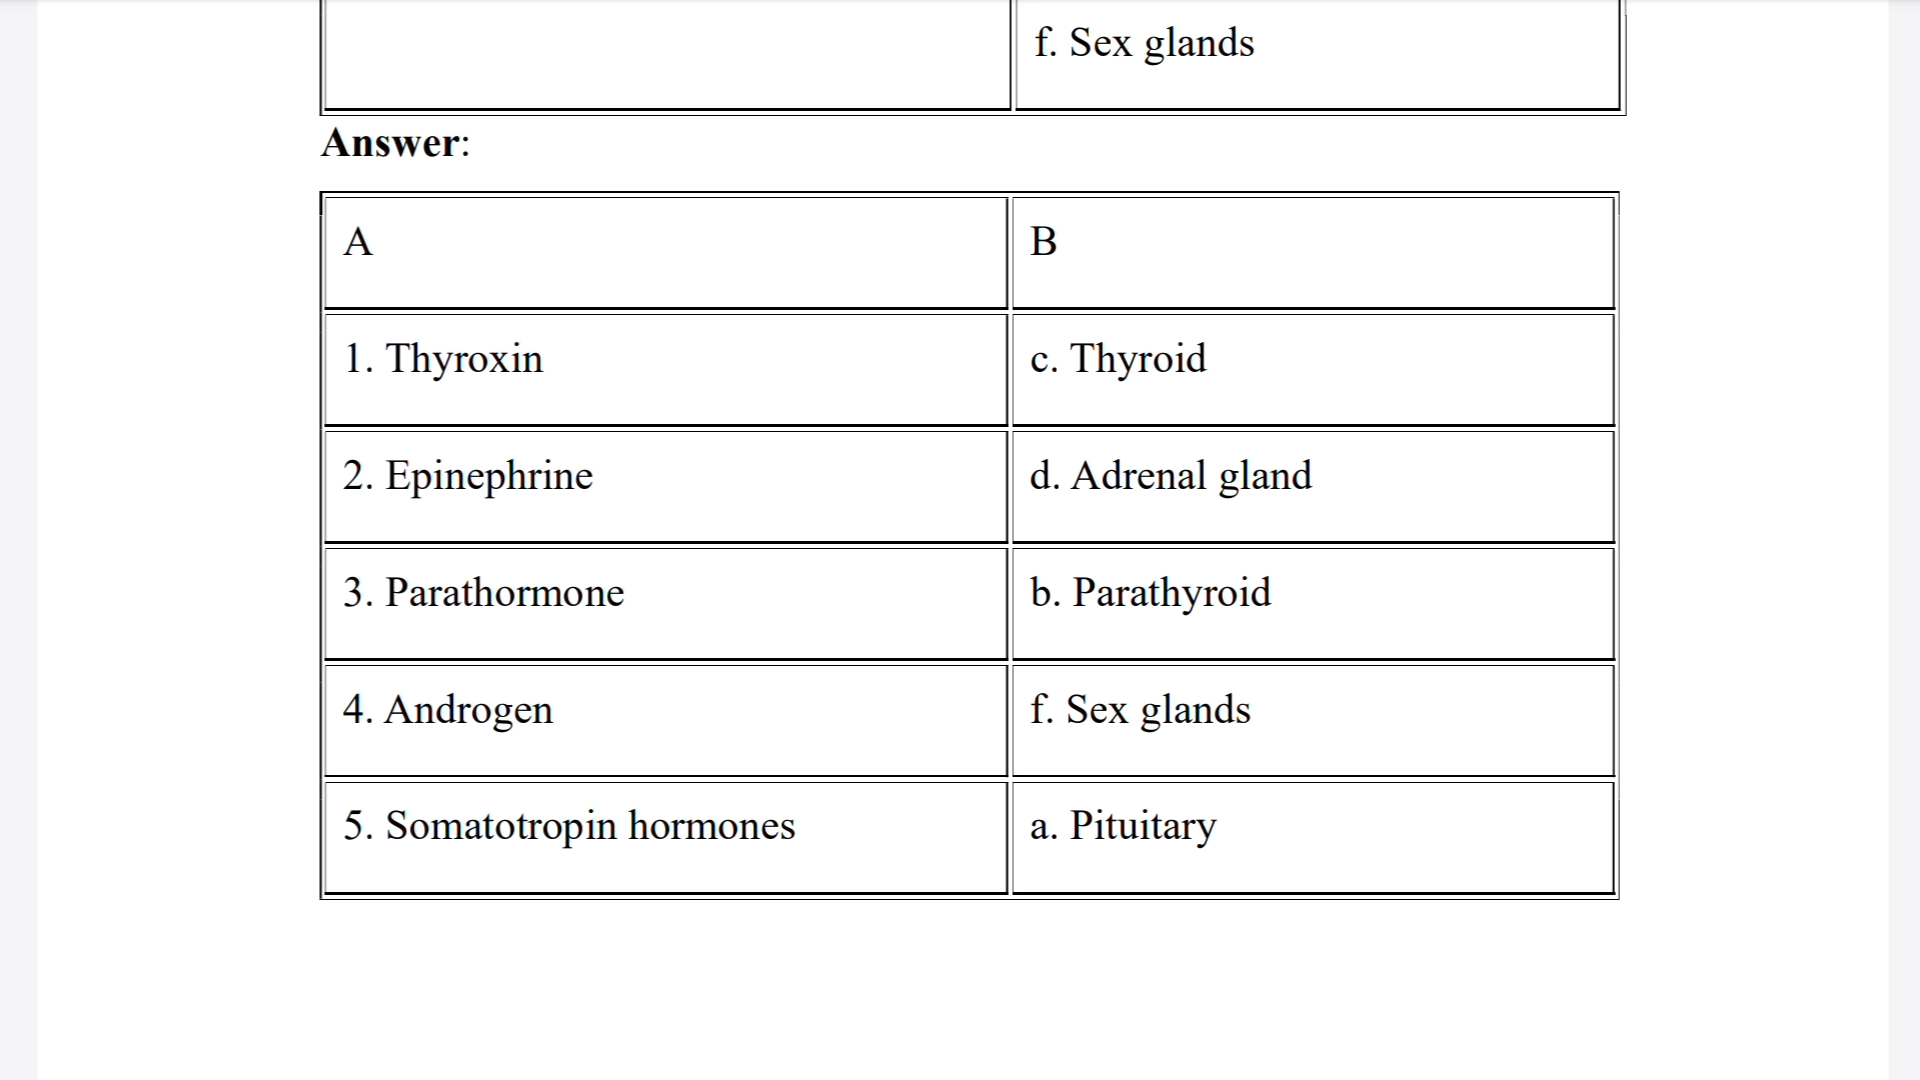 f. Sex glands
Answer:
A B
1. Thyroxin c. Thyroid
2. Epinephrine d. Adrenal gland
3. Parathormone b. Parathyroid
4. Androgen f. Sex glands
5. Somatotropin hormones a. Pituitary